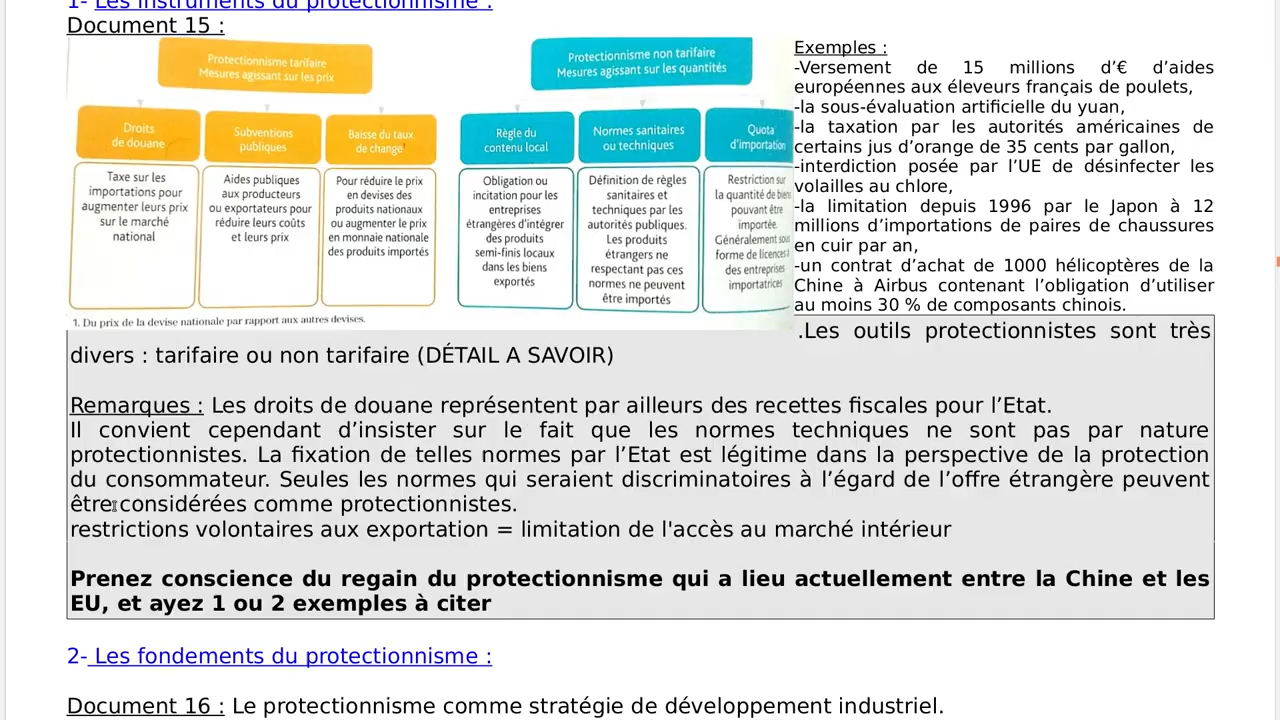 1- Les instruments du protectionnisme :
Document 15 :
Protectionnisme tarifaire
Mesures agissant sur les prix
Droits
de douane
Taxe sur les
importations pour
augmenter leurs prix
sur le marché
national
Subventions
publiques
Aides publiques
aux producteurs
ou exportateurs pour
réduire leurs coûts
et leurs prix
Baisse du taux
de change¹
Pour réduire le prix
en devises des
produits nationaux
ou augmenter le prix
en monnaie nationale
des produits importés
Protectionnisme non tarifaire
Mesures agissant sur les quantités
Règle du
contenu local
Obligation ou
incitation pour les
entreprises
étrangères d'intégrer
des produits
semi-finis locaux
dans les biens
exportés
Normes sanitaires
ou techniques
Définition de règles
sanitaires et
techniques par les
autorités publiques.
Les produits
étrangers ne
respectant pas ces
normes ne peuvent
être importés
Quota
d'importation
Restriction sur
la quantité de biens
pouvant être
importée.
Généralement sous
forme de licences à
des entreprises
importatrices
1. Du prix de la devise nationale par rapport aux autres devises.
Exemples :
-Versement de 15 millions d’€ d’aides
européennes aux éleveurs français de poulets,
-la sous-évaluation artificielle du yuan,
-la taxation par les autorités américaines de
certains jus d’orange de 35 cents par gallon,
-interdiction posée par l’UE de désinfecter les
volailles au chlore,
-la limitation depuis 1996 par le Japon à 12
millions d’importations de paires de chaussures
en cuir par an,
-un contrat d’achat de 1000 hélicoptères de la
Chine à Airbus contenant l’obligation d’utiliser
au moins 30 % de composants chinois.
.Les outils protectionnistes sont très
divers : tarifaire ou non tarifaire (DÉTAIL A SAVOIR)
Remarques : Les droits de douane représentent par ailleurs des recettes fiscales pour l’Etat.
Il convient cependant d’insister sur le fait que les normes techniques ne sont pas par nature
protectionnistes. La fixation de telles normes par l’Etat est légitime dans la perspective de la protection
du consommateur. Seules les normes qui seraient discriminatoires à l’égard de l’offre étrangère peuvent
être considérées comme protectionnistes.
restrictions volontaires aux exportation = limitation de l'accès au marché intérieur
Prenez conscience du regain du protectionnisme qui a lieu actuellement entre la Chine et les
EU, et ayez 1 ou 2 exemples à citer
2- Les fondements du protectionnisme :
Document 16 : Le protectionnisme comme stratégie de développement industriel.